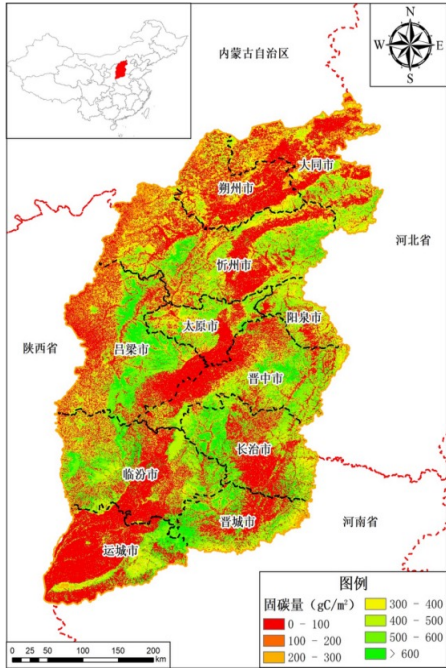 内蒙古自治区
N
W E
S
大同市
朔州市
河北省
忻州市
阳泉市
太原市
陕西省
吕梁市
晋中市
长治市
临汾市
河南省
晋城市
运城市
图例
固碳量(gC/m²)
0 - 100
100 - 200
200 - 300
300 - 400
400 - 500
500 - 600
> 600
0 50 100 150 200
km